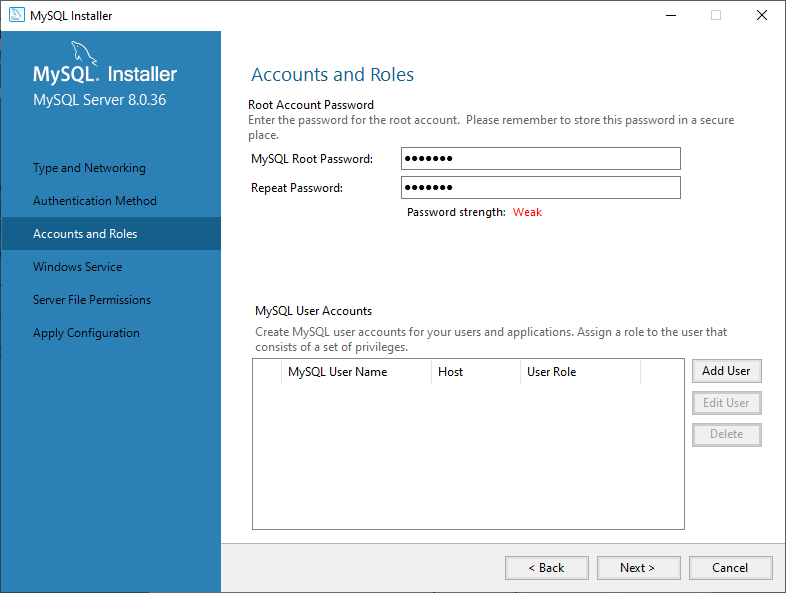 MySQL Installer
MySQL® Installer
MySQL Server 8.0.36
Type and Networking
Authentication Method
Accounts and Roles
Windows Service
Server File Permissions
Apply Configuration
Accounts and Roles
Root Account Password
Enter the password for the root account.  Please remember to store this password in a secure
place.
MySQL Root Password: ●●●●●●●
Repeat Password: ●●●●●●●
Password strength: Weak
MySQL User Accounts
Create MySQL user accounts for your users and applications. Assign a role to the user that
consists of a set of privileges.
MySQL User Name Host User Role
Add User
Edit User
Delete
< Back Next > Cancel